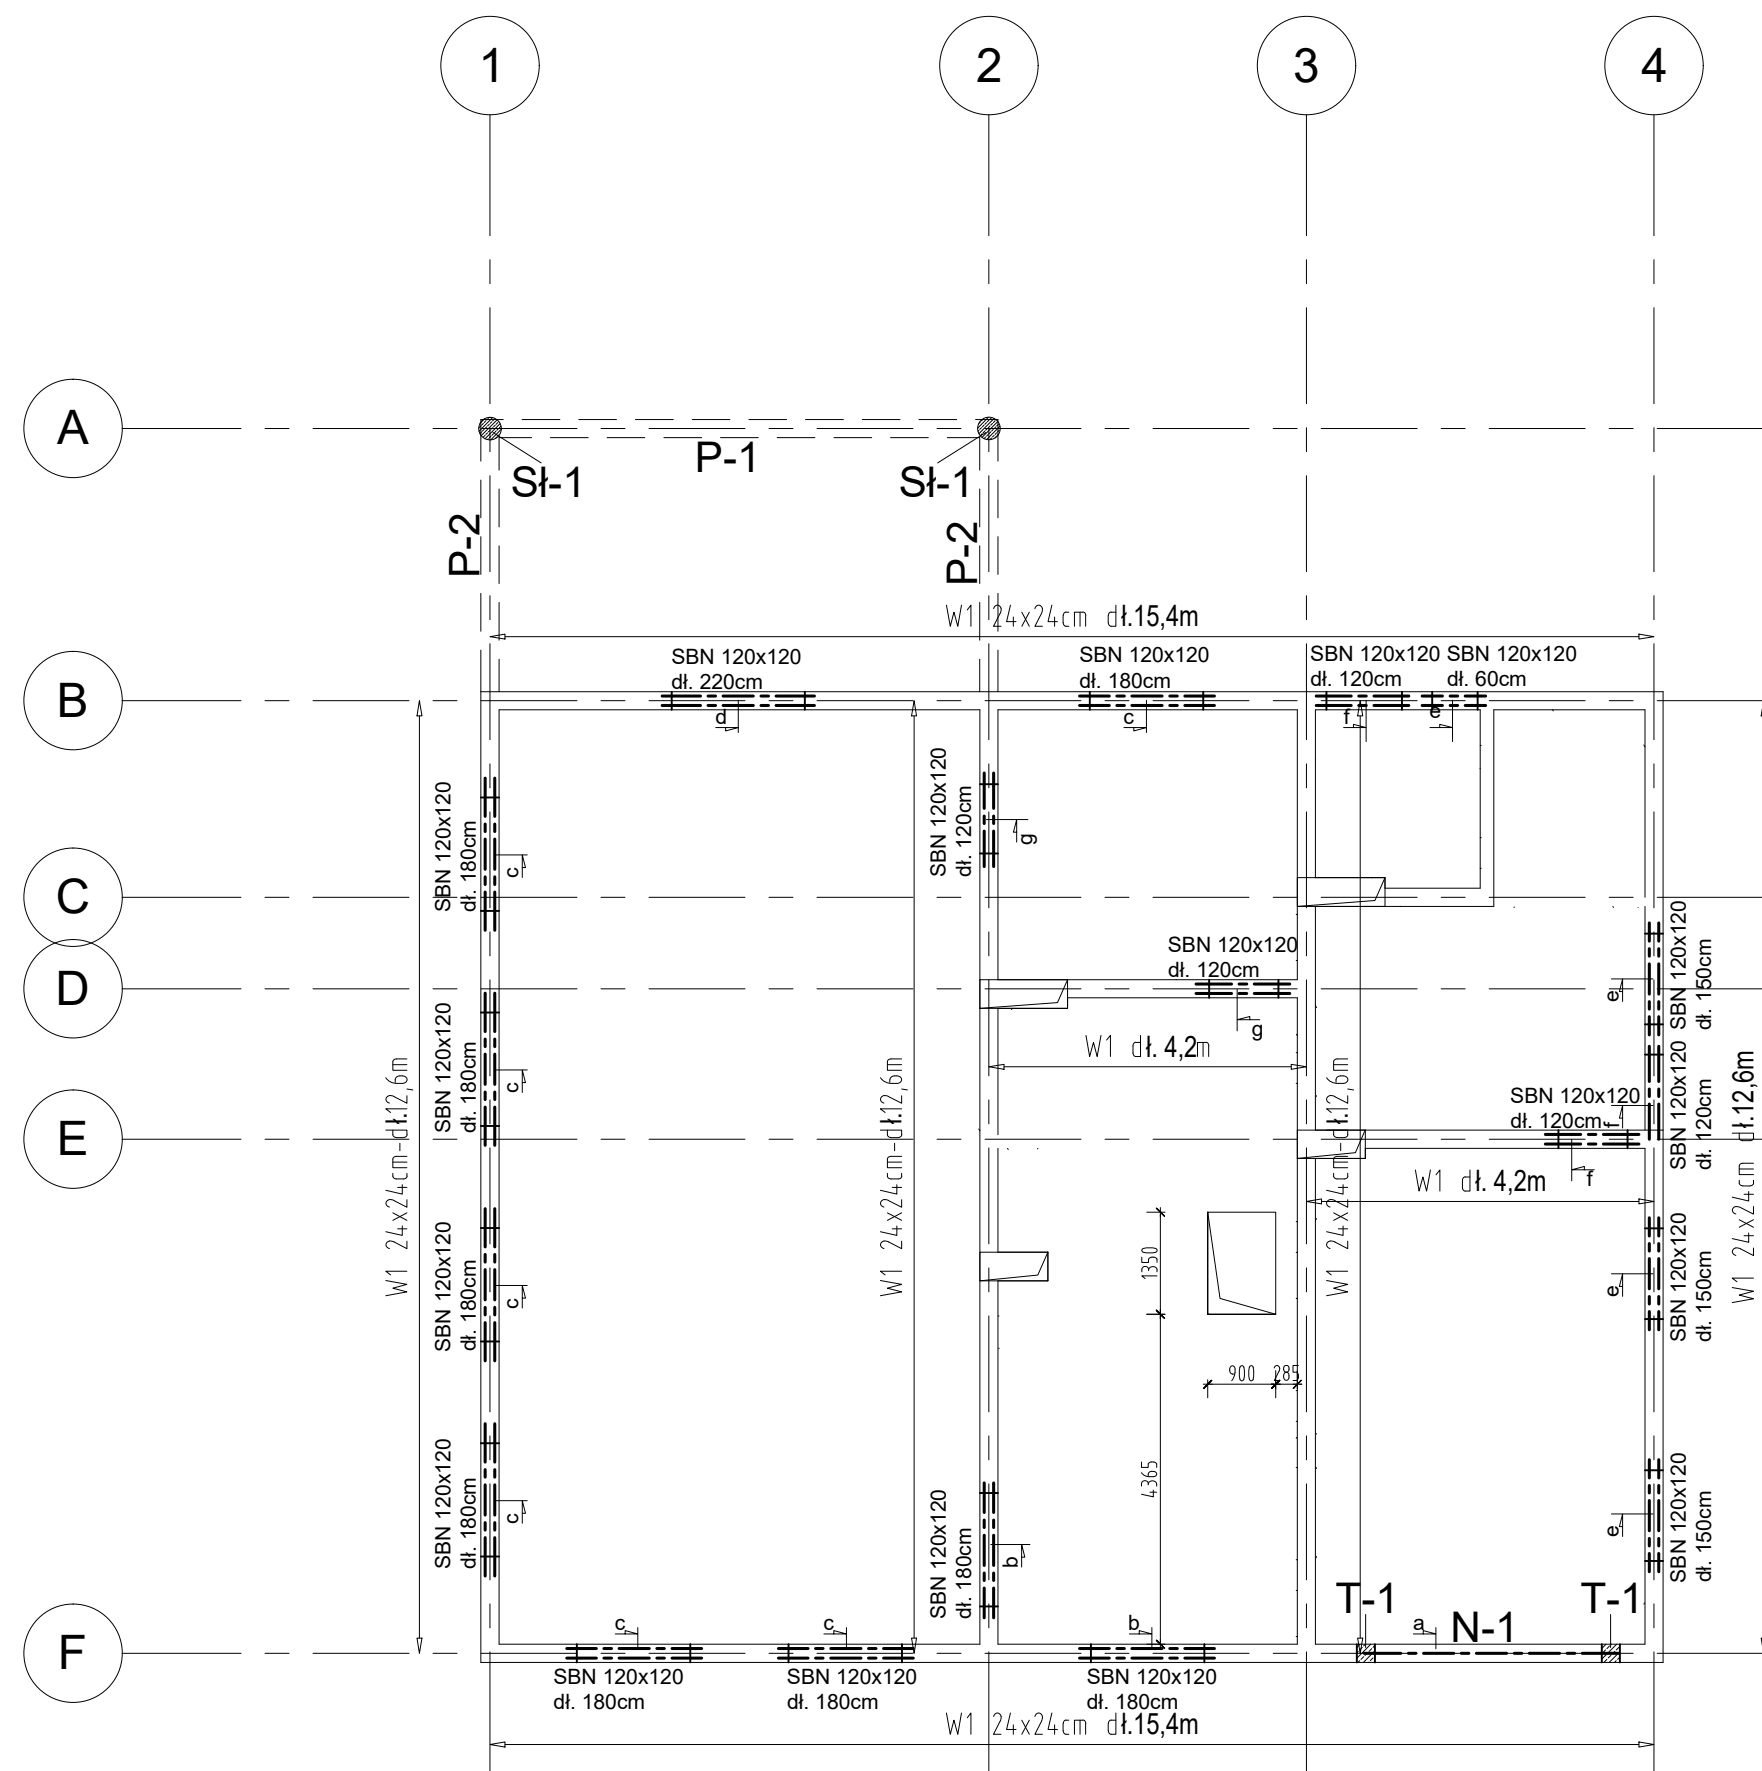 1
2
3
4
A
P-1
Sł-1
Sł-1
P-2
P-2
W1 24x24cm dł.15,4m
SBN 120x120
dł. 220cm
SBN 120x120
dł. 180cm
SBN 120x120
dł. 120cm
SBN 120x120
dł. 60cm
B
d
c
f
e
SBN 120x120
dł. 180cm
c
SBN 120x120
dł. 120cm
g
C
SBN 120x120
dł. 120cm
g
D
SBN 120x120
dł. 150cm
e
SBN 120x120
dł. 180cm
c
W1 dł. 4,2m
W1 24x24cm-dł.12,6m
W1 24x24cm-dł.12,6m
W1 24x24cm-dł.12,6m
W1 24x24cm dł.12,6m
SBN 120x120
dł. 120cm
f
SBN 120x120
dł. 120cm
f
E
W1 dł. 4,2m
SBN 120x120
dł. 180cm
c
1350
SBN 120x120
dł. 150cm
e
900
285
4365
SBN 120x120
dł. 180cm
c
SBN 120x120
dł. 180cm
b
SBN 120x120
dł. 150cm
e
T-1
T-1
N-1
a
F
c
c
b
SBN 120x120
dł. 180cm
SBN 120x120
dł. 180cm
SBN 120x120
dł. 180cm
W1 24x24cm dł.15,4m